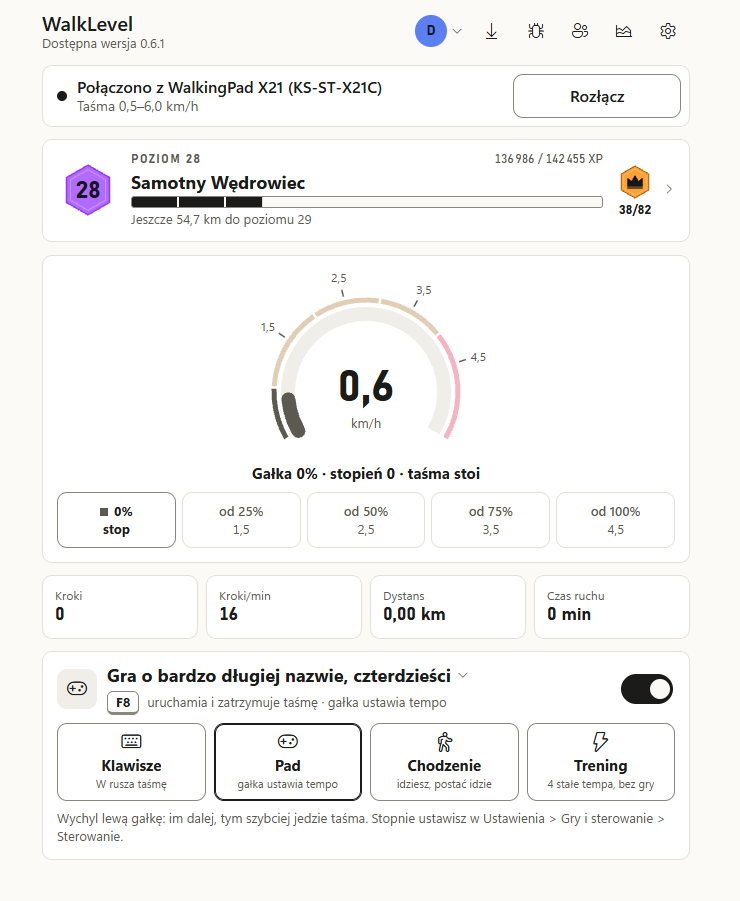 WalkLevel
Dostępna wersja 0.6.1
D
Połączono z WalkingPad X21 (KS-ST-X21C)
Taśma 0,5–6,0 km/h
Rozłącz
28
POZIOM 28
136 986 / 142 455 XP
Samotny Wędrowiec
Jeszcze 54,7 km do poziomu 29
38/82
1,5
2,5
3,5
4,5
0,6
km/h
Gałka 0% · stopień 0 · taśma stoi
0%
stop
od 25%
1,5
od 50%
2,5
od 75%
3,5
od 100%
4,5
Kroki
0
Kroki/min
16
Dystans
0,00 km
Czas ruchu
0 min
Gra o bardzo długiej nazwie, czterdzieści
F8 uruchamia i zatrzymuje taśmę · gałka ustawia tempo
Klawisze
W rusza taśmę
Pad
gałka ustawia tempo
Chodzenie
idziesz, postać idzie
Trening
4 stałe tempa, bez gry
Wychyl lewą gałkę: im dalej, tym szybciej jedzie taśma. Stopnie ustawisz w Ustawienia > Gry i sterowanie >
Sterowanie.